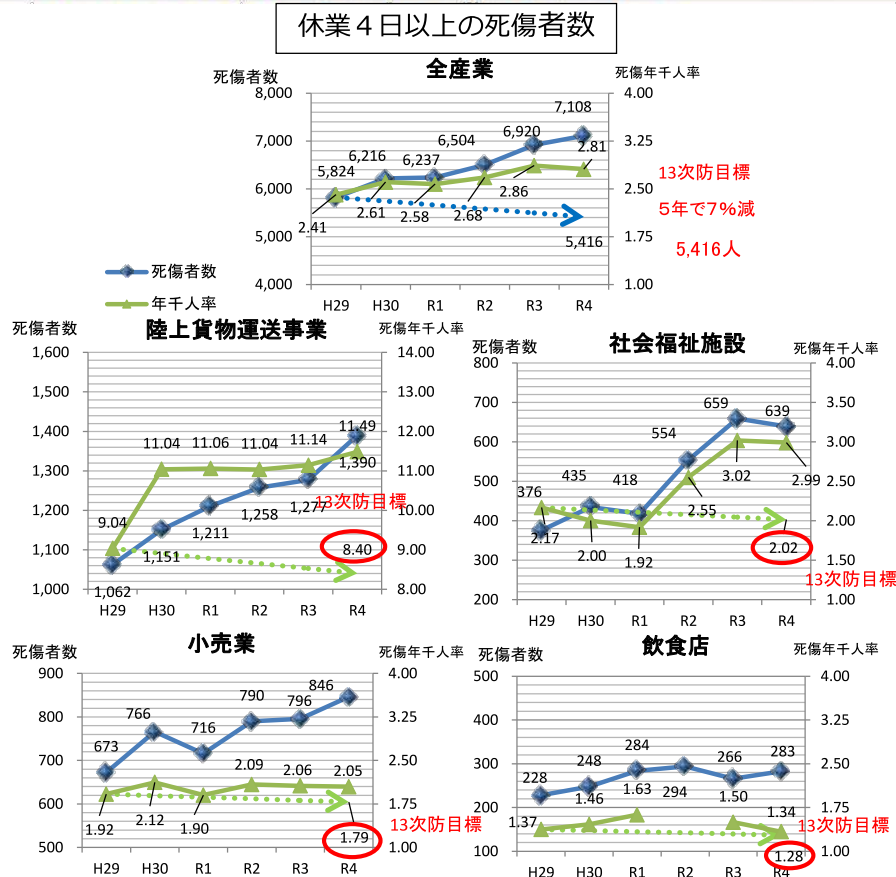 休業４日以上の死傷者数
全産業
死傷者数
死傷年千人率
8,000
7,000
6,000
5,000
4,000
4.00
3.25
2.50
1.75
1.00
5,824
6,216
6,237
6,504
6,920
7,108
2.41
2.61
2.58
2.68
2.86
2.81
5,416
H29
H30
R1
R2
R3
R4
13次防目標
５年で７％減
5,416人
死傷者数
年千人率
陸上貨物運送事業
死傷者数
死傷年千人率
1,600
1,500
1,400
1,300
1,200
1,100
1,000
14.00
13.00
12.00
11.00
10.00
9.00
8.00
9.04
11.04
11.06
11.04
11.14
11.49
1,062
1,151
1,211
1,258
1,277
1,390
13次防目標
8.40
H29
H30
R1
R2
R3
R4
社会福祉施設
死傷者数
死傷年千人率
800
700
600
500
400
300
200
4.00
3.50
3.00
2.50
2.00
1.50
1.00
376
435
418
554
659
639
2.17
2.00
1.92
2.55
3.02
2.99
2.02
13次防目標
H29
H30
R1
R2
R3
R4
小売業
死傷者数
死傷年千人率
900
800
700
600
500
4.00
3.25
2.50
1.75
1.00
673
766
716
790
796
846
1.92
2.12
1.90
2.09
2.06
2.05
13次防目標
1.79
H29
H30
R1
R2
R3
R4
飲食店
死傷者数
死傷年千人率
500
400
300
200
100
4.00
3.25
2.50
1.75
1.00
228
248
284
294
266
283
1.37
1.46
1.63
1.50
1.34
13次防目標
1.28
H29
H30
R1
R2
R3
R4